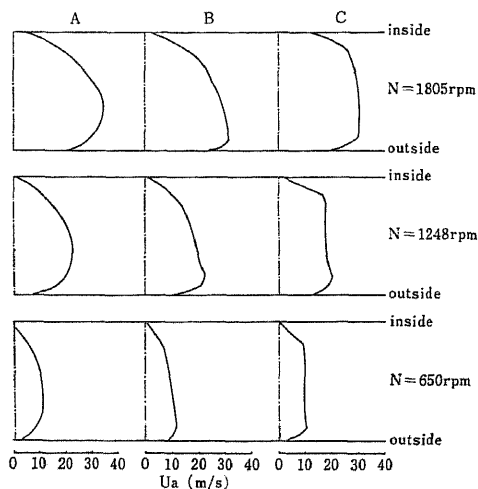 A B C
inside
N=1805rpm
outside
inside
N=1248rpm
outside
inside
N=650rpm
outside
0 10 20 30 40 0 10 20 30 40 0 10 20 30 40
Ua (m/s)